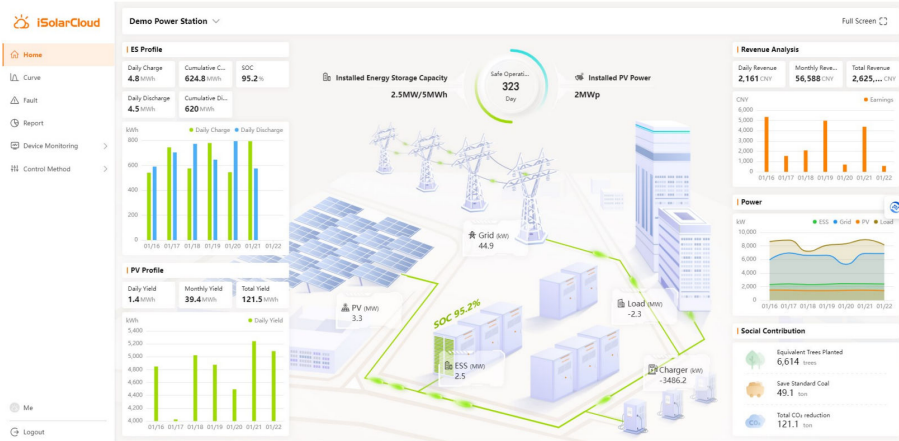 iSolarCloud
Home
Curve
Fault
Report
Device Monitoring
Control Method
Me
Logout
Demo Power Station
Full Screen
ES Profile
Daily Charge
4.8 MWh
Cumulative C...
624.8 MWh
SOC
95.2 %
Daily Discharge
4.5 MWh
Cumulative Di...
620 MWh
kWh
Daily Charge Daily Discharge
800
600
400
200
0
01/16 01/17 01/18 01/19 01/20 01/21 01/22
PV Profile
Daily Yield
1.4 MWh
Monthly Yield
39.4 MWh
Total Yield
121.5 MWh
kWh
Daily Yield
5,400
5,200
5,000
4,800
4,600
4,400
4,200
4,000
01/16 01/17 01/18 01/19 01/20 01/21 01/22
Installed Energy Storage Capacity
2.5MW/5MWh
Safe Operati...
323
Day
Installed PV Power
2MWp
Grid (kW)
44.9
PV (MW)
3.3
SOC 95.2%
ESS (MW)
2.5
Load (MW)
-2.3
Charger (kW)
-3486.2
Revenue Analysis
Daily Revenue
2,161 CNY
Monthly Reve...
56,588 CNY
Total Revenue
2,625,... CNY
CNY
Earnings
6,000
5,000
4,000
3,000
2,000
1,000
0
01/16 01/17 01/18 01/19 01/20 01/21 01/22
Power
kW
ESS Grid PV Load
10,000
8,000
6,000
4,000
2,000
0
01/16 01/17 01/18 01/19 01/20 01/21 01/22
Social Contribution
Equivalent Trees Planted
6,614 trees
Save Standard Coal
49.1 ton
CO₂
Total CO₂ reduction
121.1 ton